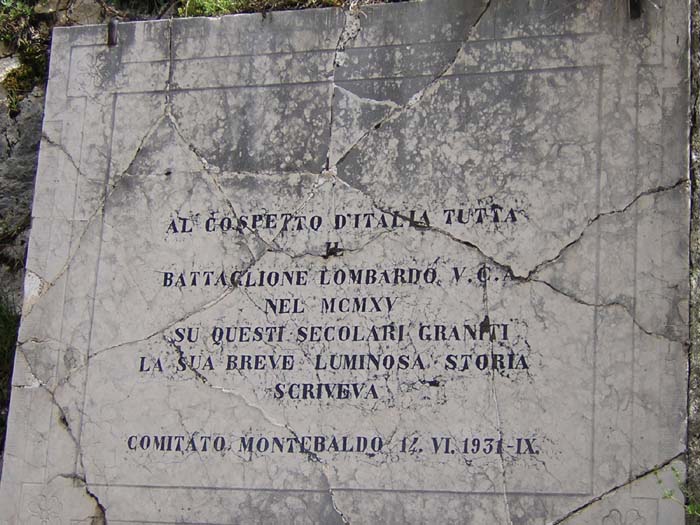 AL COSPETTO D'ITALIA TUTTA
IL
BATTAGLIONE LOMBARDO V.C.A.
NEL MCMXV
SU QUESTI SECOLARI GRANITI
LA SUA BREVE LUMINOSA STORIA
SCRIVEVA
COMITATO MONTEBALDO 14. VI. 1931-IX.